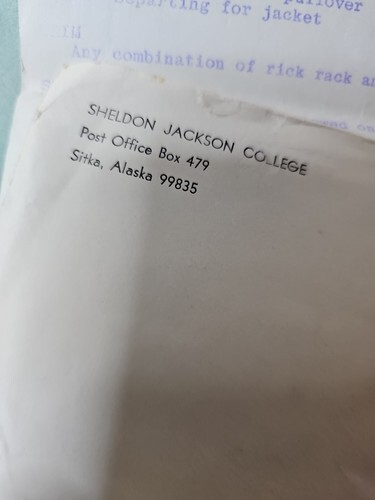 pullover
Separting for jacket
Any combination of rick rack an
SHELDON JACKSON COLLEGE
Post Office Box 479
Sitka, Alaska 99835